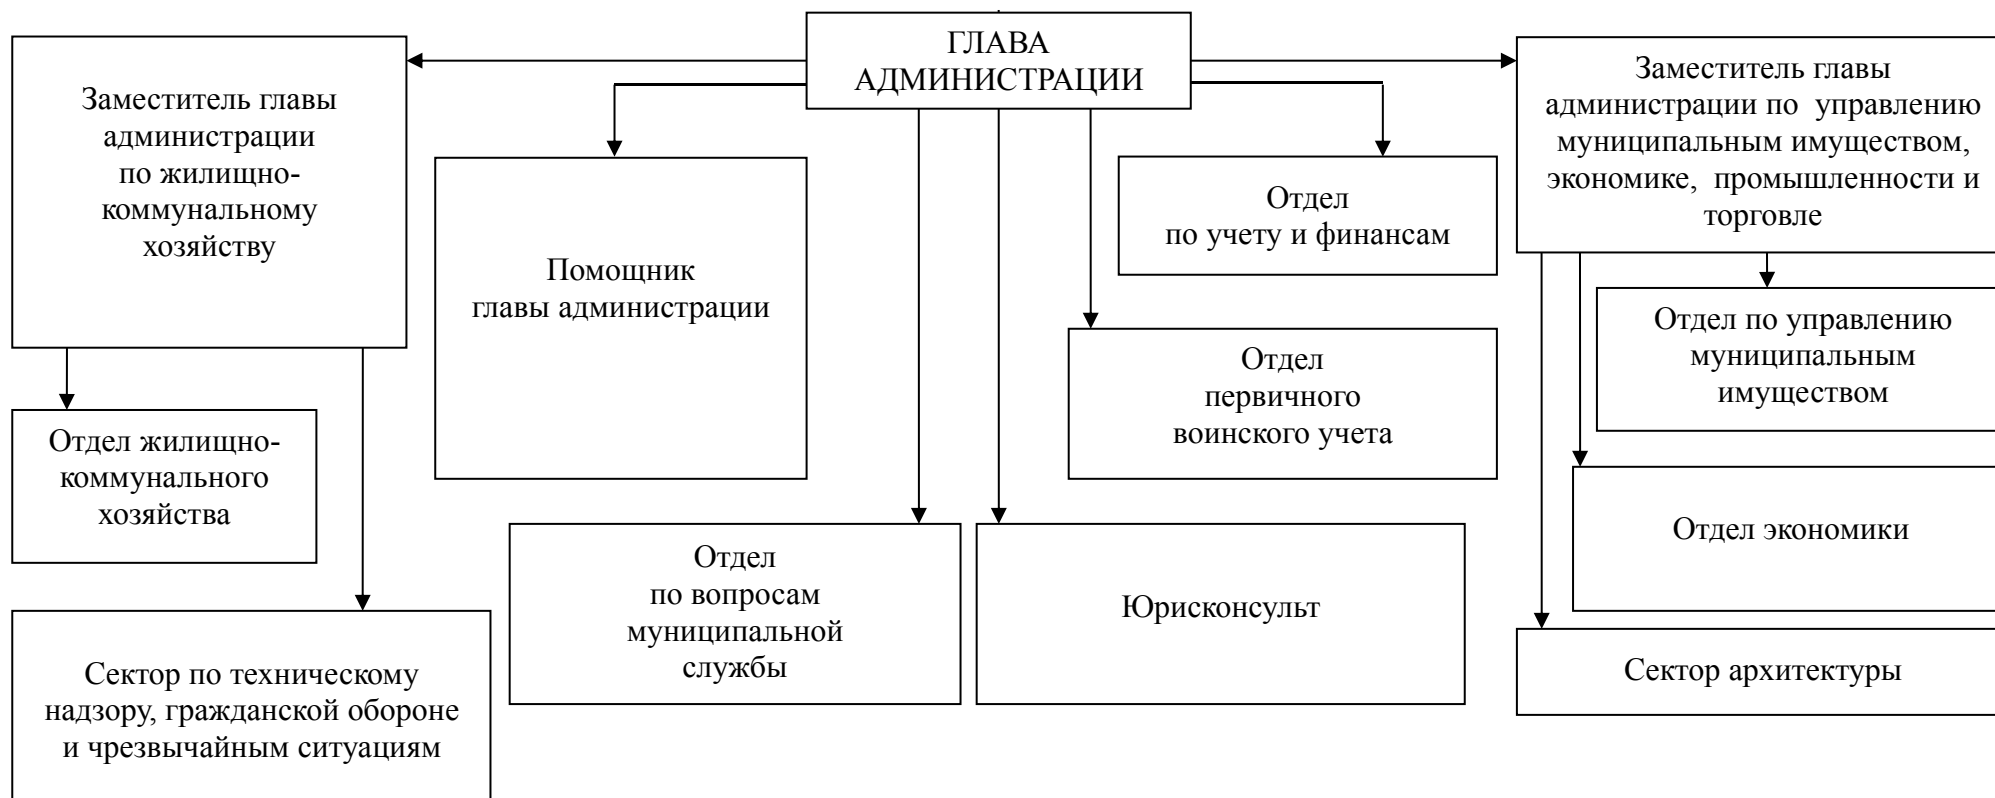 ГЛАВА
АДМИНИСТРАЦИИ
Заместитель главы
администрации
по жилищно-
коммунальному
хозяйству
Помощник
главы администрации
Отдел
по учету и финансам
Заместитель главы
администрации по управлению
муниципальным имуществом,
экономике, промышленности и
торговле
Отдел
первичного
воинского учета
Отдел по управлению
муниципальным
имуществом
Отдел жилищно-
коммунального
хозяйства
Отдел
по вопросам
муниципальной
службы
Юрисконсульт
Отдел экономики
Сектор по техническому
надзору, гражданской обороне
и чрезвычайным ситуациям
Сектор архитектуры